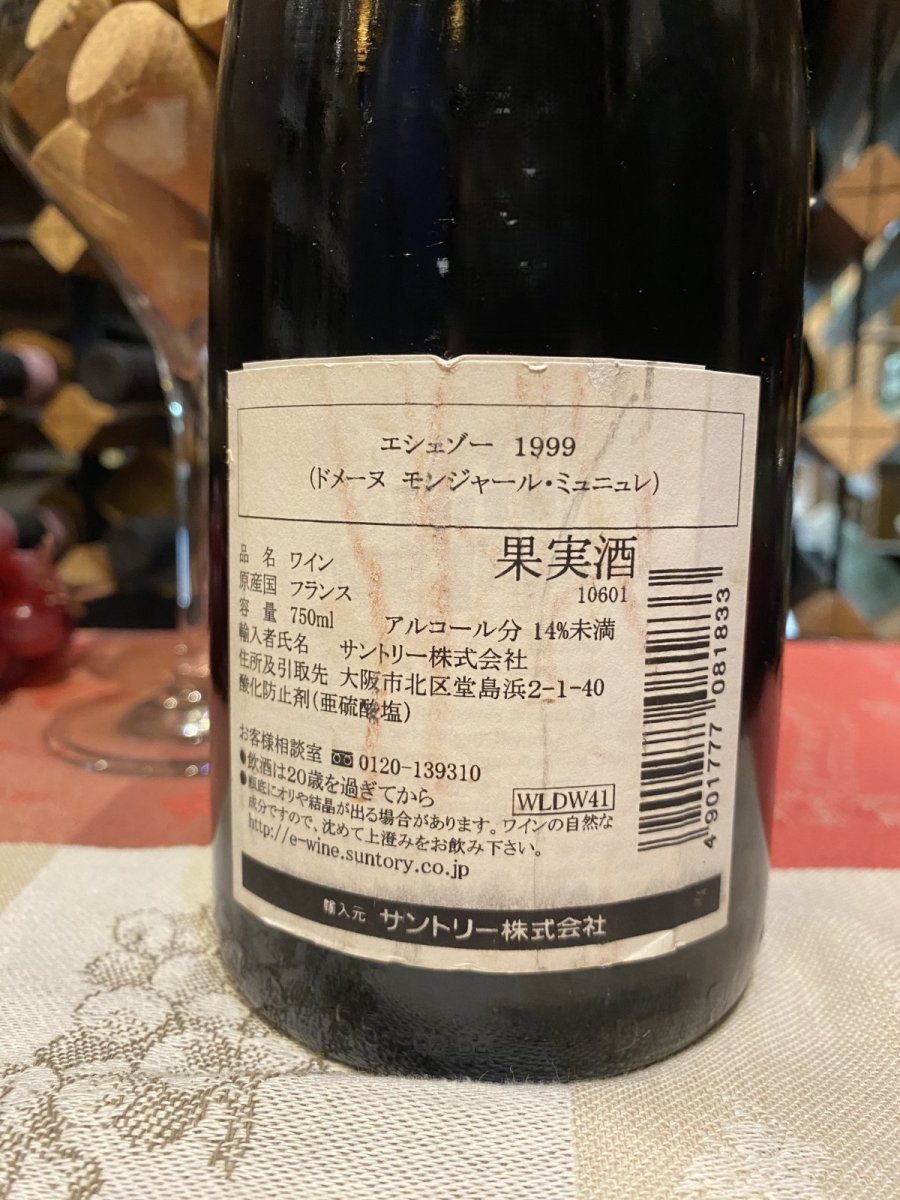 エシェゾー 1999
(ドメーヌ モンジャール・ミュニュレ)
品名 ワイン
果実酒
原産国 フランス
10601
容量 750ml
アルコール分 14%未満
輸入者氏名 サントリー株式会社
住所及引取先 大阪市北区堂島浜2-1-40
酸化防止剤(亜硫酸塩)
お客様相談室 0120-139310
●飲酒は20歳を過ぎてから
WLDW41
●瓶底にオリや結晶が出る場合があります。ワインの自然な
成分ですので、沈めて上澄みをお飲み下さい。
http://e-wine.suntory.co.jp
輸入元 サントリー株式会社
4 901777 081833